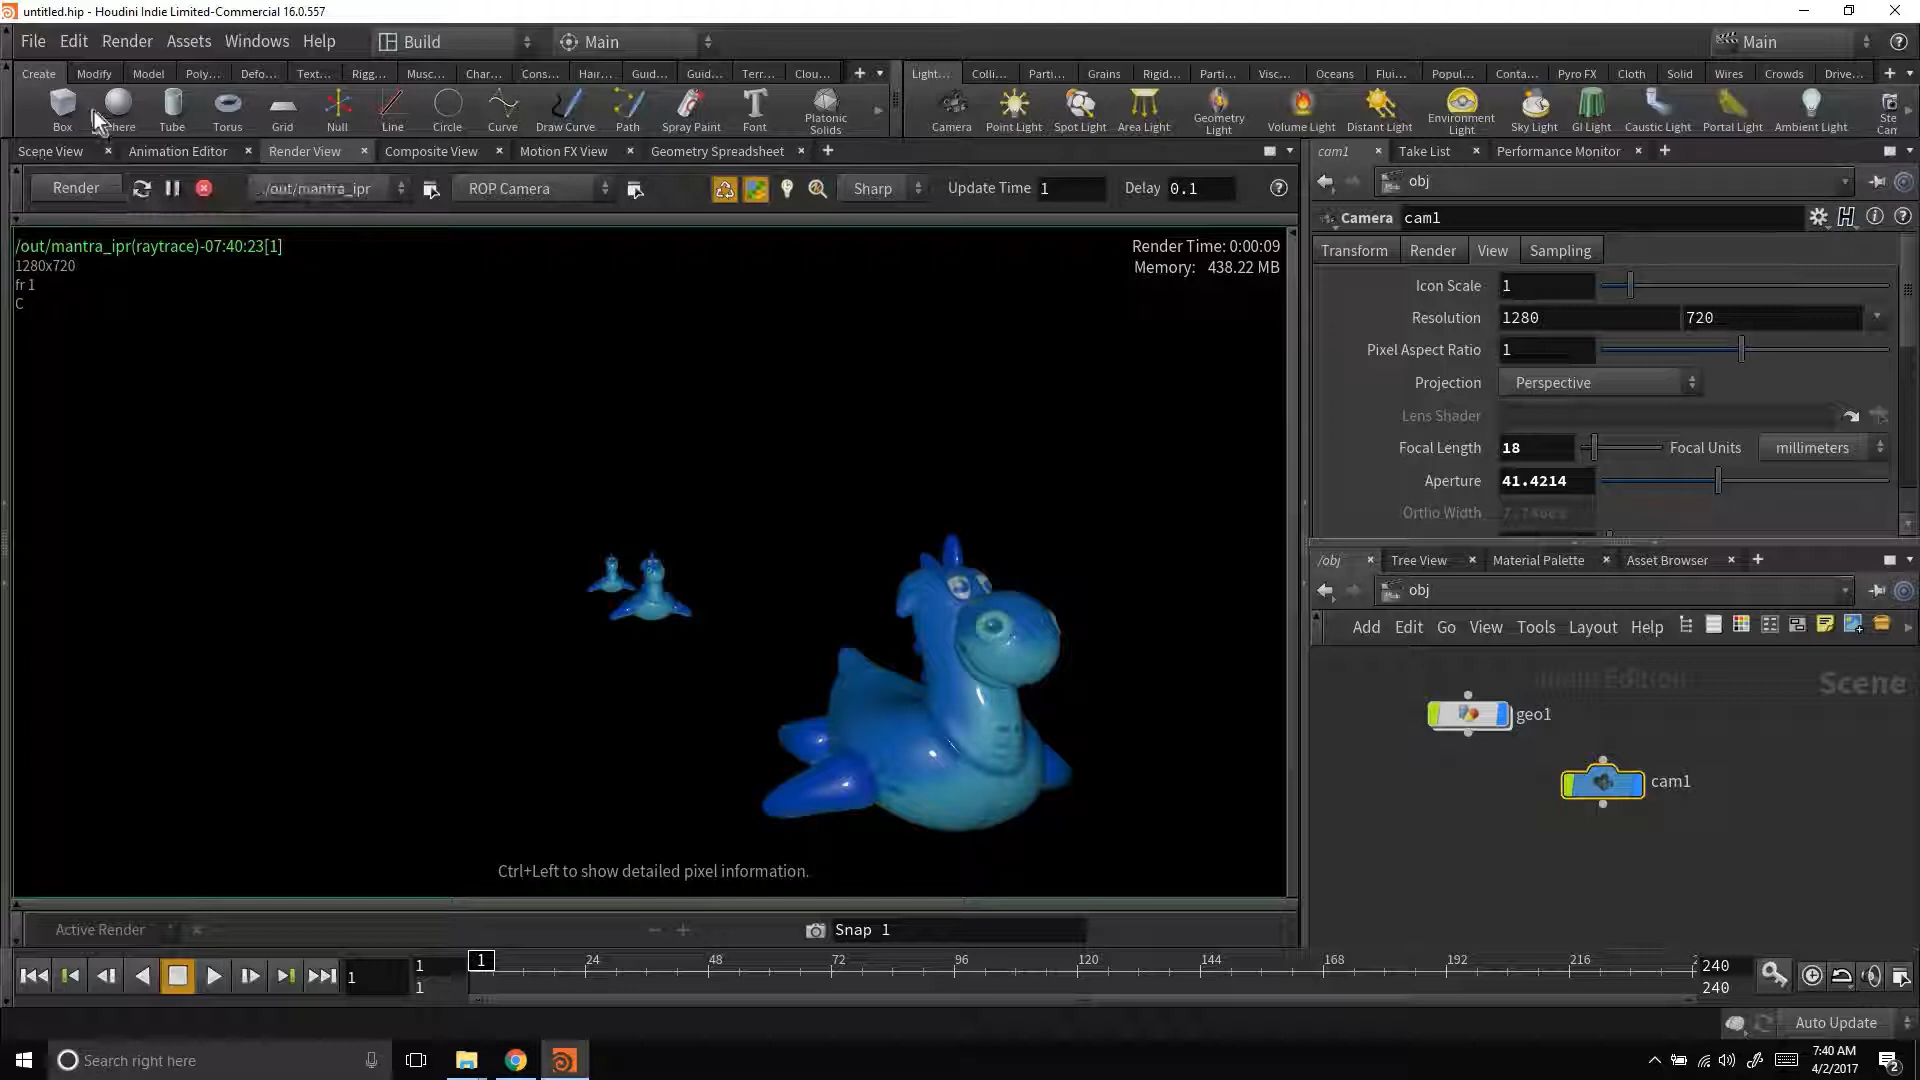 untitled.hip - Houdini Indie Limited-Commercial 16.0.557
File Edit Render Assets Windows Help Build Main Main
Create Modify Model Poly... Defo... Text... Rigg... Musc... Char... Cons... Hair... Guid... Guid... Terr... Clou... Light... Colli... Parti... Grains Rigid... Parti... Visc... Oceans Flui... Popul... Conta... Pyro FX Cloth Solid Wires Crowds Drive...
Box Tube Torus Grid Null Line Circle Curve Draw Curve Path Spray Paint Font Platonic Solids Camera Point Light Spot Light Area Light Geometry Light Volume Light Distant Light Environment Light Sky Light GI Light Caustic Light Portal Light Ambient Light
Scene View Animation Editor Render View Composite View Motion FX View Geometry Spreadsheet cam1 Take List Performance Monitor
Render /out/mantra_ipr ROP Camera Sharp Update Time 1 Delay 0.1 obj
Camera cam1
/out/mantra_ipr(raytrace)-07:40:23[1] Render Time: 0:00:09
1280x720 Memory: 438.22 MB
fr 1
C
Transform Render View Sampling
Icon Scale 1
Resolution 1280 720
Pixel Aspect Ratio 1
Projection Perspective
Lens Shader
Focal Length 18 Focal Units millimeters
Aperture 41.4214
Ortho Width
/obj Tree View Material Palette Asset Browser
obj
Add Edit Go View Tools Layout Help
Scene
geo1
cam1
Ctrl+Left to show detailed pixel information.
Active Render Snap 1
1 1 1 1 24 48 72 96 120 144 168 192 216 240 240
Auto Update
Search right here 7:40 AM
4/2/2017 2